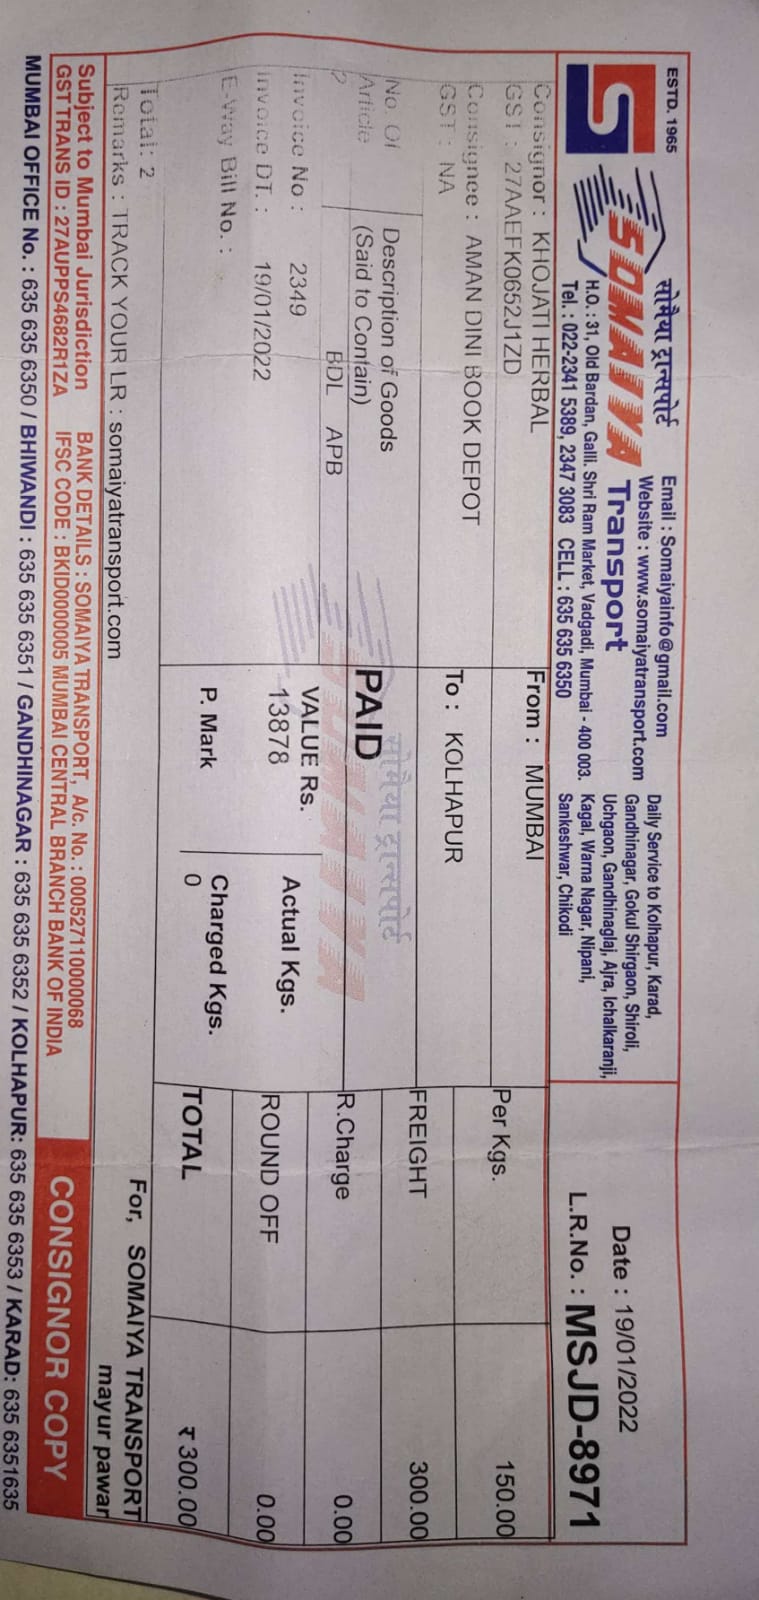 ESTD. 1965
सोमैया ट्रान्सपोर्ट
SOMAIYA Transport
Email : Somaiyainfo@gmail.com
Website : www.somaiyatransport.com
H.O. : 31, Old Bardan, Galli. Shri Ram Market, Vadgadi, Mumbai - 400 003.
Tel. : 022-2341 5389, 2347 3083 CELL : 635 635 6350
Daily Service to Kolhapur, Karad,
Gandhinagar, Gokul Shirgaon, Shiroli,
Uchgaon, Gandhinaglaj, Ajra, Ichalkaranji,
Kagal, Warna Nagar, Nipani,
Sankeshwar, Chikodi
Date : 19/01/2022
L.R.No. : MSJD-8971
Consignor : KHOJATI HERBAL
GST : 27AAEFK0652J1ZD
From : MUMBAI
Per Kgs. 150.00
Consignee : AMAN DINI BOOK DEPOT
GST : NA
To : KOLHAPUR
FREIGHT 300.00
No. Of Article
Description of Goods
(Said to Contain)
PAID
सोमैया ट्रान्सपोर्ट
SOMAIYA
R.Charge 0.00
2 BDL APB
Invoice No : 2349
VALUE Rs.
13878
Actual Kgs.
Invoice DT. : 19/01/2022
ROUND OFF 0.00
E-Way Bill No. :
P. Mark
Charged Kgs.
0
TOTAL ₹ 300.00
Total: 2
Remarks : TRACK YOUR LR : somaiyatransport.com
For, SOMAIYA TRANSPORT
mayur pawar
Subject to Mumbai Jurisdiction
GST TRANS ID : 27AUPPS4682R1ZA
BANK DETAILS : SOMAIYA TRANSPORT, A/c. No. : 000527110000068
IFSC CODE : BKID0000005 MUMBAI CENTRAL BRANCH BANK OF INDIA
CONSIGNOR COPY
MUMBAI OFFICE No. : 635 635 6350 / BHIWANDI : 635 635 6351 / GANDHINAGAR : 635 635 6352 / KOLHAPUR: 635 635 6353 / KARAD: 635 6351635